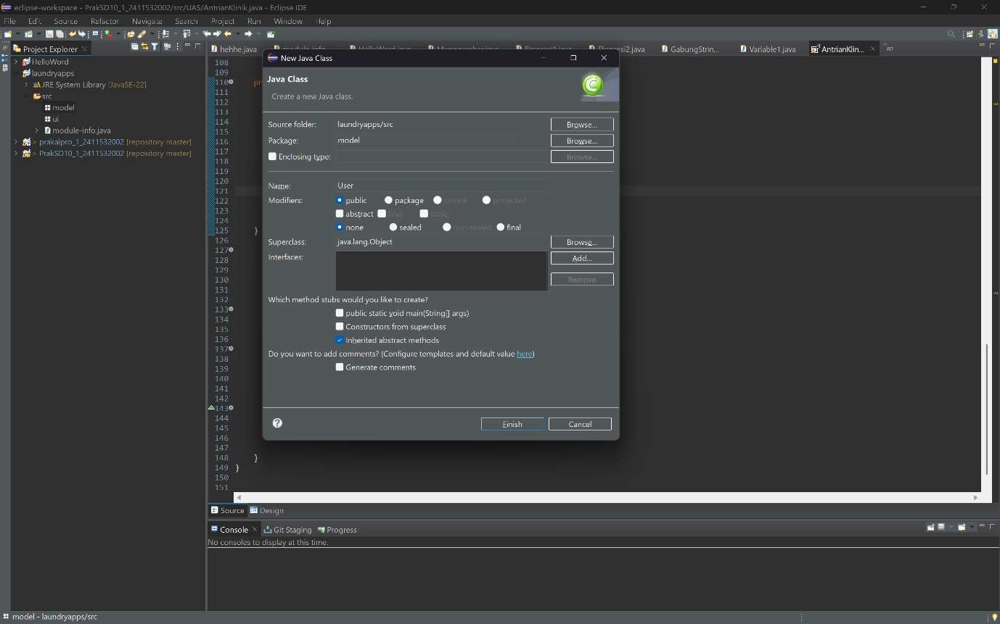 eclipse-workspace - PrakSD10_1_2411532002/src/UAS/AntrianKlinik.java - Eclipse IDE
File Edit Source Refactor Navigate Search Project Run Window Help
Project Explorer
hehhe.java
HelloWord.java
Ekspresi1.java
Ekspresi2.java
GabungStrin...
Variable1.java
AntrianKlin...
HelloWord
laundryapps
JRE System Library [JavaSE-22]
src
model
ui
module-info.java
> prakalpro_1_2411532002 [repository master]
> PrakSD10_1_2411532002 [repository master]
108
109
110 pr
111
112
113
114
115
116
117
118
119
120
121
122
123
124
125 }
126
127
128
129
130
131
132
133
134
135
136
137
138
139
140
141
142
143
144
145
146
147
148 }
149 }
150
151
New Java Class
Java Class
Create a new Java class.
Source folder: laundryapps/src Browse...
Package: model Browse...
Enclosing type: Browse...
Name: User
Modifiers: public package private protected
abstract final static
none sealed non-sealed final
Superclass: java.lang.Object Browse...
Interfaces: Add...
Remove
Which method stubs would you like to create?
public static void main(String[] args)
Constructors from superclass
Inherited abstract methods
Do you want to add comments? (Configure templates and default value here)
Generate comments
Finish Cancel
Source Design
Console Git Staging Progress
No consoles to display at this time.
model - laundryapps/src